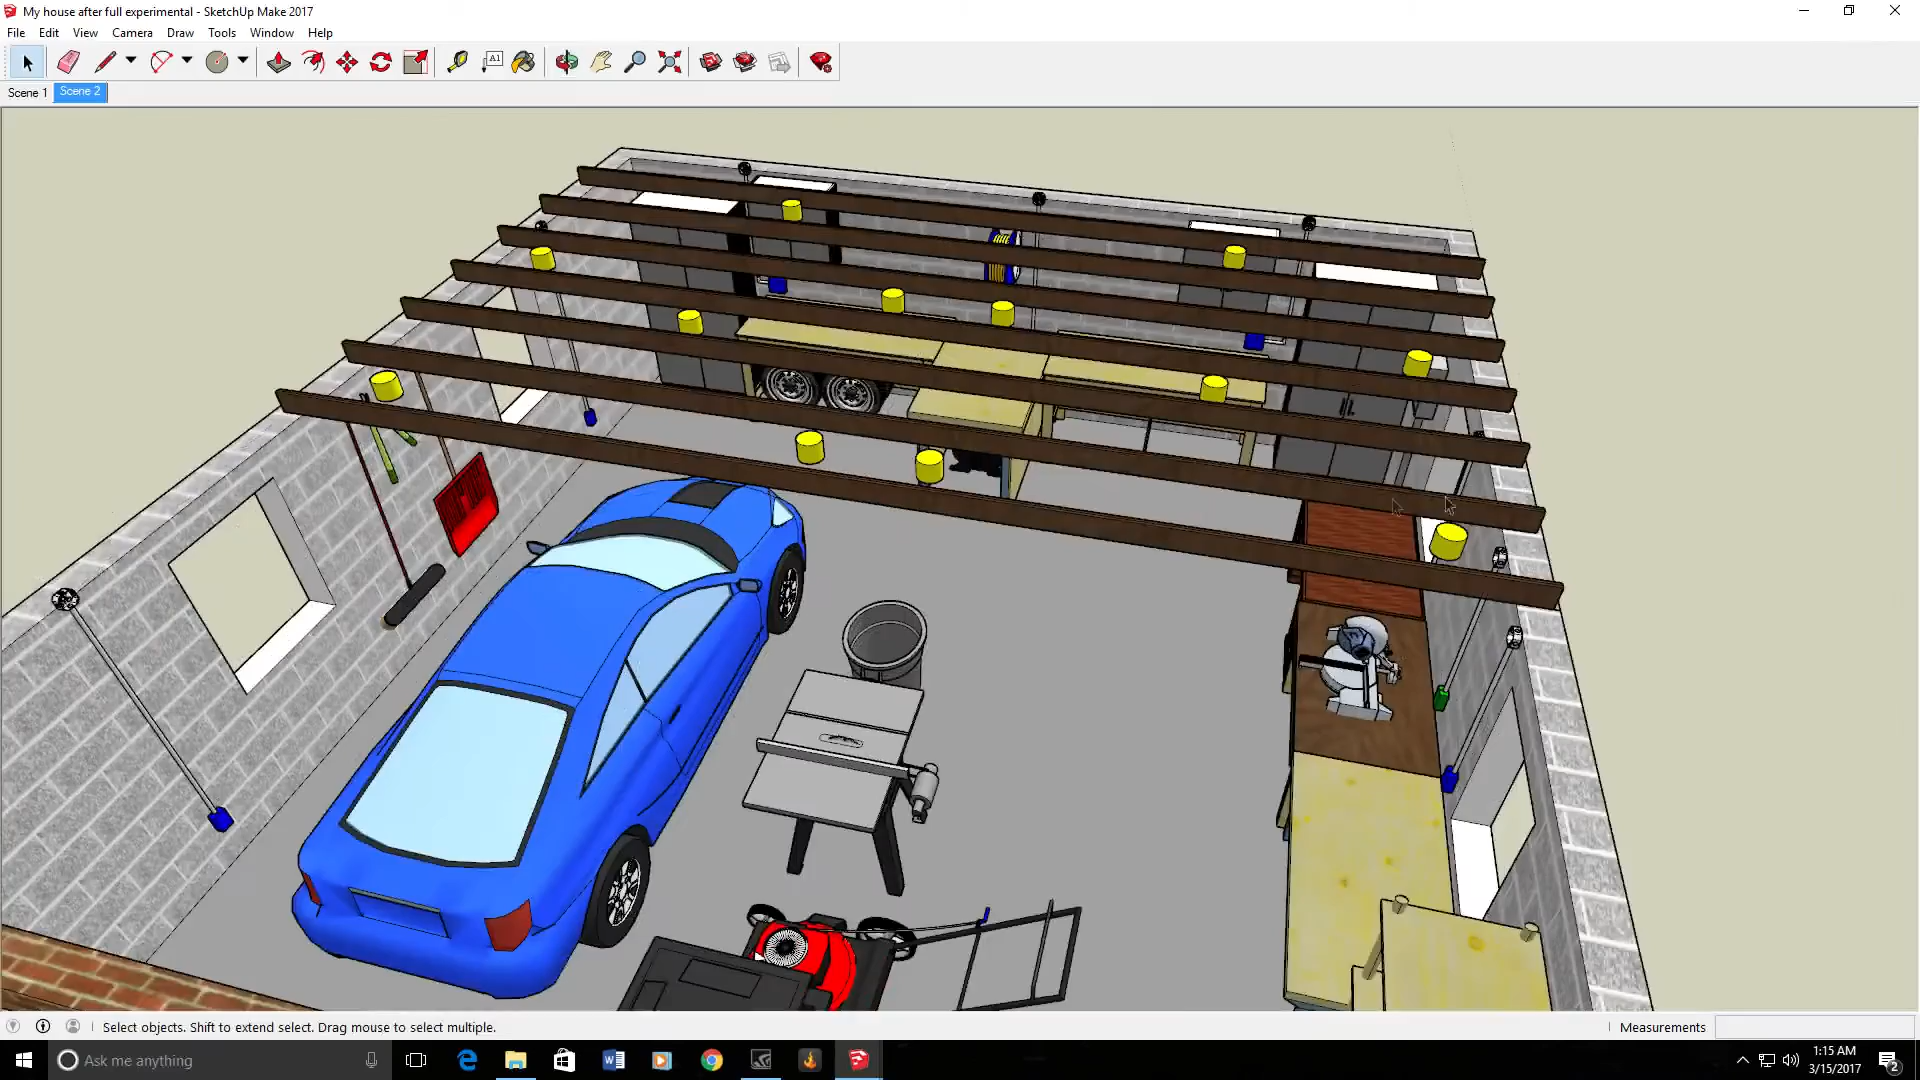 My house after full experimental - SketchUp Make 2017
File Edit View Camera Draw Tools Window Help
A1
Scene 1 Scene 2
Select objects. Shift to extend select. Drag mouse to select multiple.
Measurements
Ask me anything
1:15 AM
3/15/2017
2